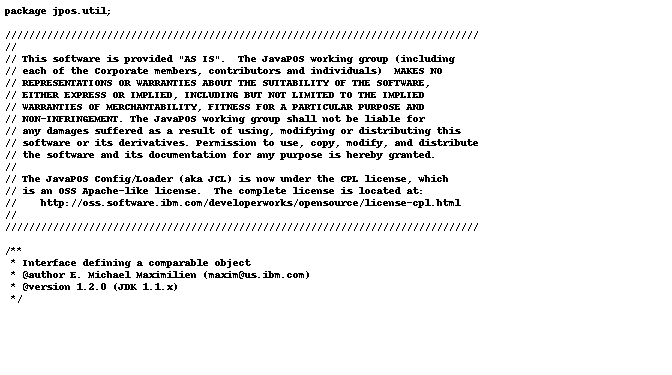 package jpos.util;
///////////////////////////////////////////////////////////////////////////////
//
// This software is provided "AS IS".  The JavaPOS working group (including
// each of the Corporate members, contributors and individuals)  MAKES NO
// REPRESENTATIONS OR WARRANTIES ABOUT THE SUITABILITY OF THE SOFTWARE,
// EITHER EXPRESS OR IMPLIED, INCLUDING BUT NOT LIMITED TO THE IMPLIED
// WARRANTIES OF MERCHANTABILITY, FITNESS FOR A PARTICULAR PURPOSE AND
// NON-INFRINGEMENT. The JavaPOS working group shall not be liable for
// any damages suffered as a result of using, modifying or distributing this
// software or its derivatives. Permission to use, copy, modify, and distribute
// the software and its documentation for any purpose is hereby granted.
//
// The JavaPOS Config/Loader (aka JCL) is now under the CPL license, which
// is an OSS Apache-like license.  The complete license is located at:
//    http://oss.software.ibm.com/developerworks/opensource/license-cpl.html
//
///////////////////////////////////////////////////////////////////////////////
/**
 * Interface defining a comparable object
 * @author E. Michael Maximilien (maxim@us.ibm.com)
 * @version 1.2.0 (JDK 1.1.x)
 */